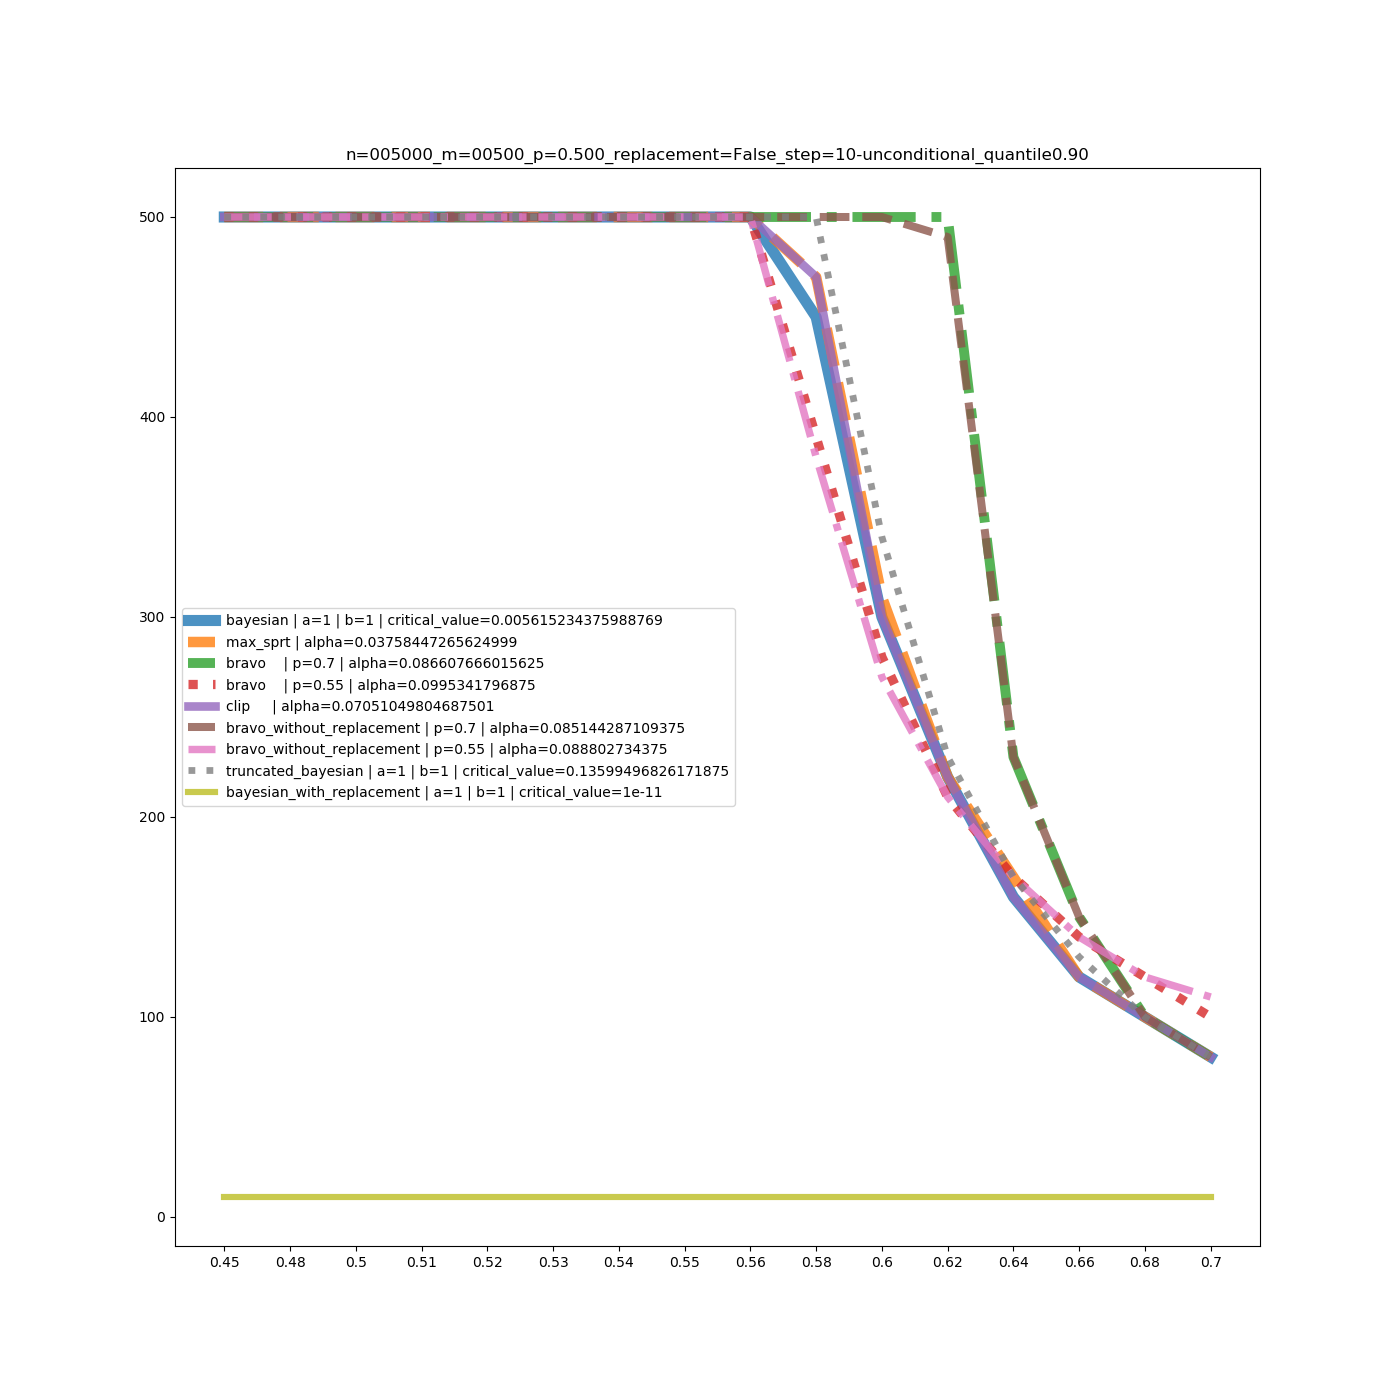 n=005000_m=00500_p=0.500_replacement=False_step=10-unconditional_quantile0.90
500
400
300
200
100
0
bayesian | a=1 | b=1 | critical_value=0.005615234375988769
max_sprt | alpha=0.03758447265624999
bravo    | p=0.7 | alpha=0.086607666015625
bravo    | p=0.55 | alpha=0.0995341796875
clip     | alpha=0.07051049804687501
bravo_without_replacement | p=0.7 | alpha=0.085144287109375
bravo_without_replacement | p=0.55 | alpha=0.088802734375
truncated_bayesian | a=1 | b=1 | critical_value=0.13599496826171875
bayesian_with_replacement | a=1 | b=1 | critical_value=1e-11
0.45 0.48 0.5 0.51 0.52 0.53 0.54 0.55 0.56 0.58 0.6 0.62 0.64 0.66 0.68 0.7